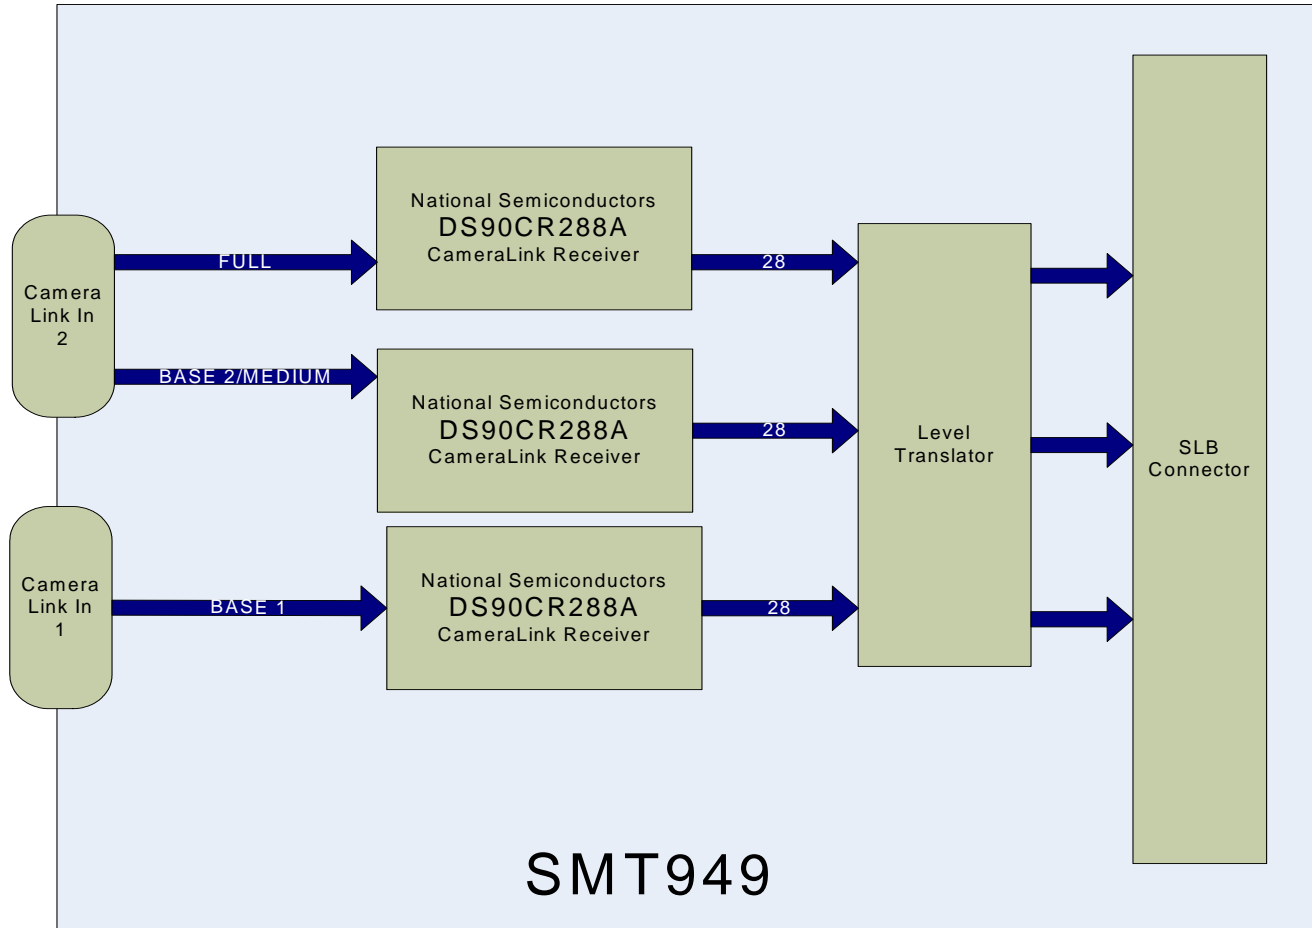 National Semiconductors
DS90CR288A
CameraLink Receiver
FULL
28
Camera
Link In
2
BASE 2/MEDIUM
National Semiconductors
DS90CR288A
CameraLink Receiver
28
Level
Translator
SLB
Connector
Camera
Link In
1
BASE 1
National Semiconductors
DS90CR288A
CameraLink Receiver
28
SMT949